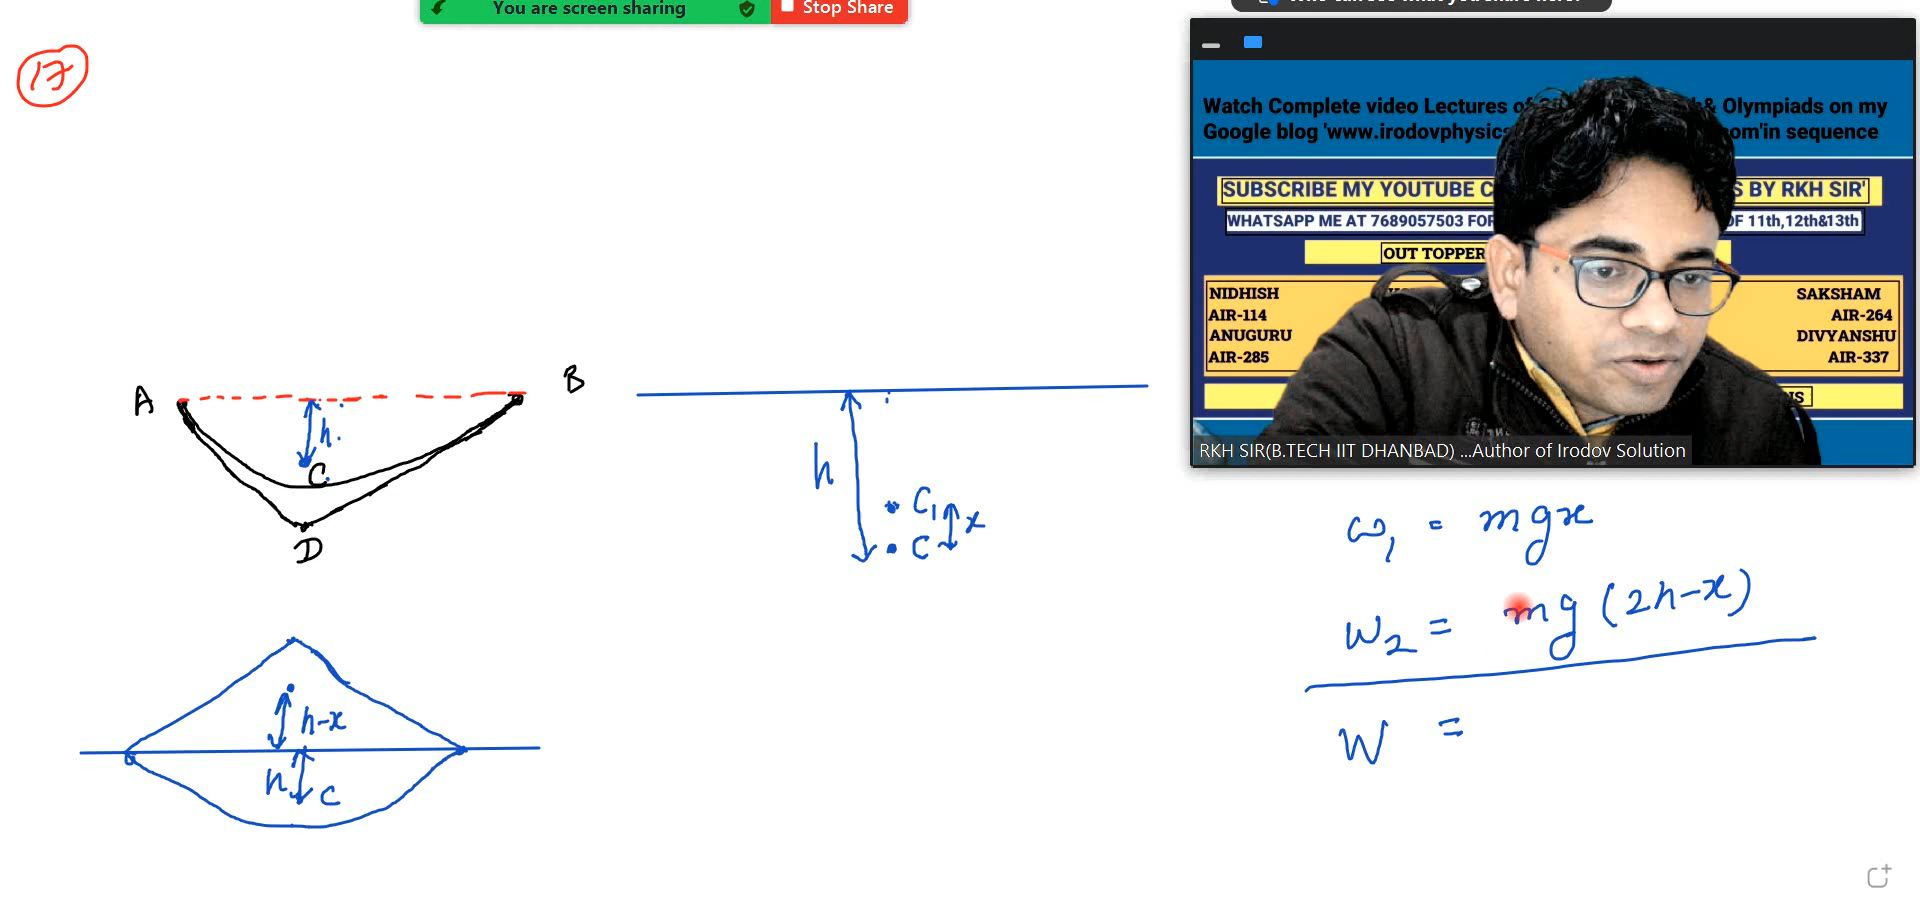 You are screen sharing
Stop Share
17
Watch Complete video Lectures o & Olympiads on my
Google blog 'www.irodovphysic om'in sequence
SUBSCRIBE MY YOUTUBE C S BY RKH SIR'
WHATSAPP ME AT 7689057503 FOR OF 11th,12th&13th
OUT TOPPER
NIDHISH
AIR-114
ANUGURU
AIR-285
SAKSHAM
AIR-264
DIVYANSHU
AIR-337
RKH SIR(B.TECH IIT DHANBAD) ...Author of Irodov Solution
A
B
h
C
D
h
C₁
x
C
h-x
h
C
ω₁ = mgx
W₂ = mg (2h-x)
W =